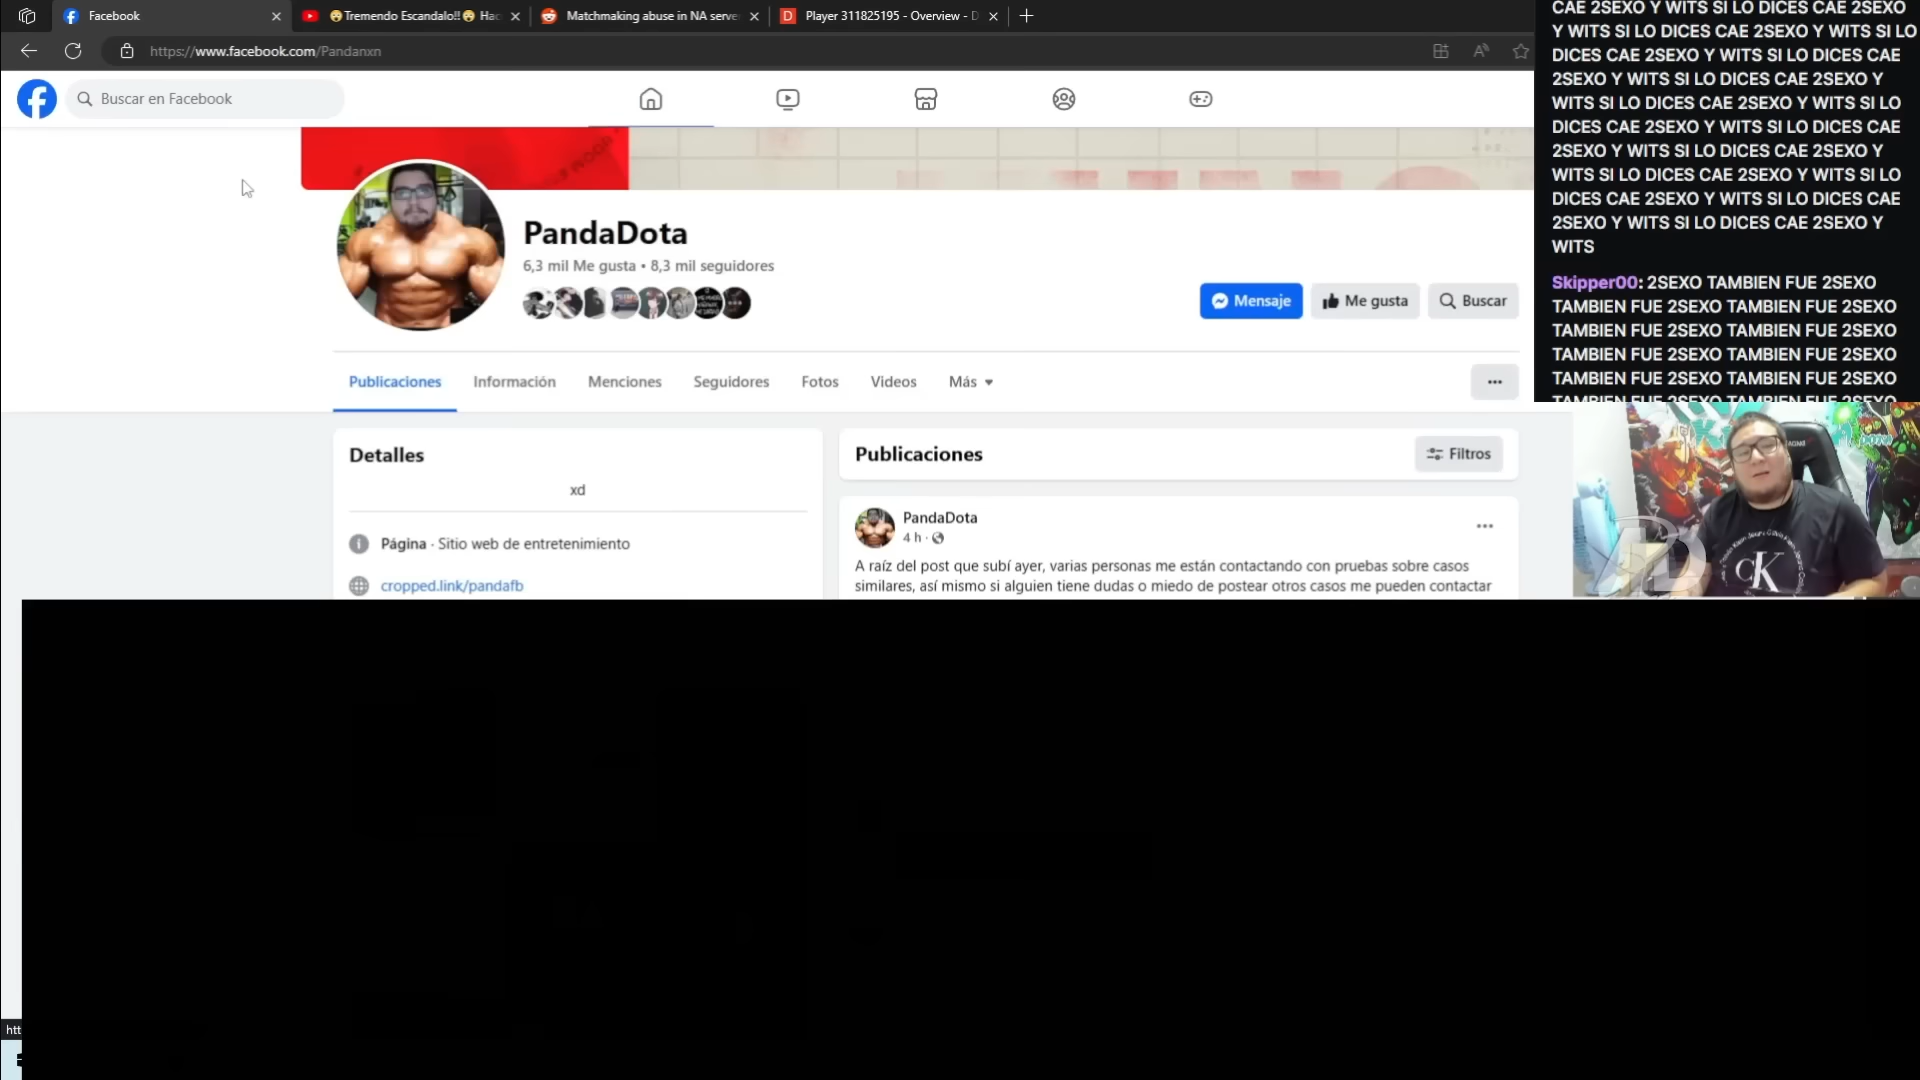 Facebook
😮Tremendo Escandalo!!😮 Hac
Matchmaking abuse in NA serve
Player 311825195 - Overview - D
https://www.facebook.com/Pandanxn
Buscar en Facebook
PandaDota
6,3 mil Me gusta • 8,3 mil seguidores
Mensaje
Me gusta
Buscar
Publicaciones
Información
Menciones
Seguidores
Fotos
Videos
Más
Detalles
xd
Página · Sitio web de entretenimiento
cropped.link/pandafb
Publicaciones
Filtros
PandaDota
4 h ·
A raíz del post que subí ayer, varias personas me están contactando con pruebas sobre casos
similares, así mismo si alguien tiene dudas o miedo de postear otros casos me pueden contactar
CAE 2SEXO Y WITS SI LO DICES CAE 2SEXO
Y WITS SI LO DICES CAE 2SEXO Y WITS SI LO
DICES CAE 2SEXO Y WITS SI LO DICES CAE
2SEXO Y WITS SI LO DICES CAE 2SEXO Y
WITS SI LO DICES CAE 2SEXO Y WITS SI LO
DICES CAE 2SEXO Y WITS SI LO DICES CAE
2SEXO Y WITS SI LO DICES CAE 2SEXO Y
WITS SI LO DICES CAE 2SEXO Y WITS SI LO
DICES CAE 2SEXO Y WITS SI LO DICES CAE
2SEXO Y WITS SI LO DICES CAE 2SEXO Y
WITS
Skipper00: 2SEXO TAMBIEN FUE 2SEXO
TAMBIEN FUE 2SEXO TAMBIEN FUE 2SEXO
TAMBIEN FUE 2SEXO TAMBIEN FUE 2SEXO
TAMBIEN FUE 2SEXO TAMBIEN FUE 2SEXO
TAMBIEN FUE 2SEXO TAMBIEN FUE 2SEXO
TAMBIEN FUE 2SEXO TAMBIEN FUE 2SEXO
CK
htt